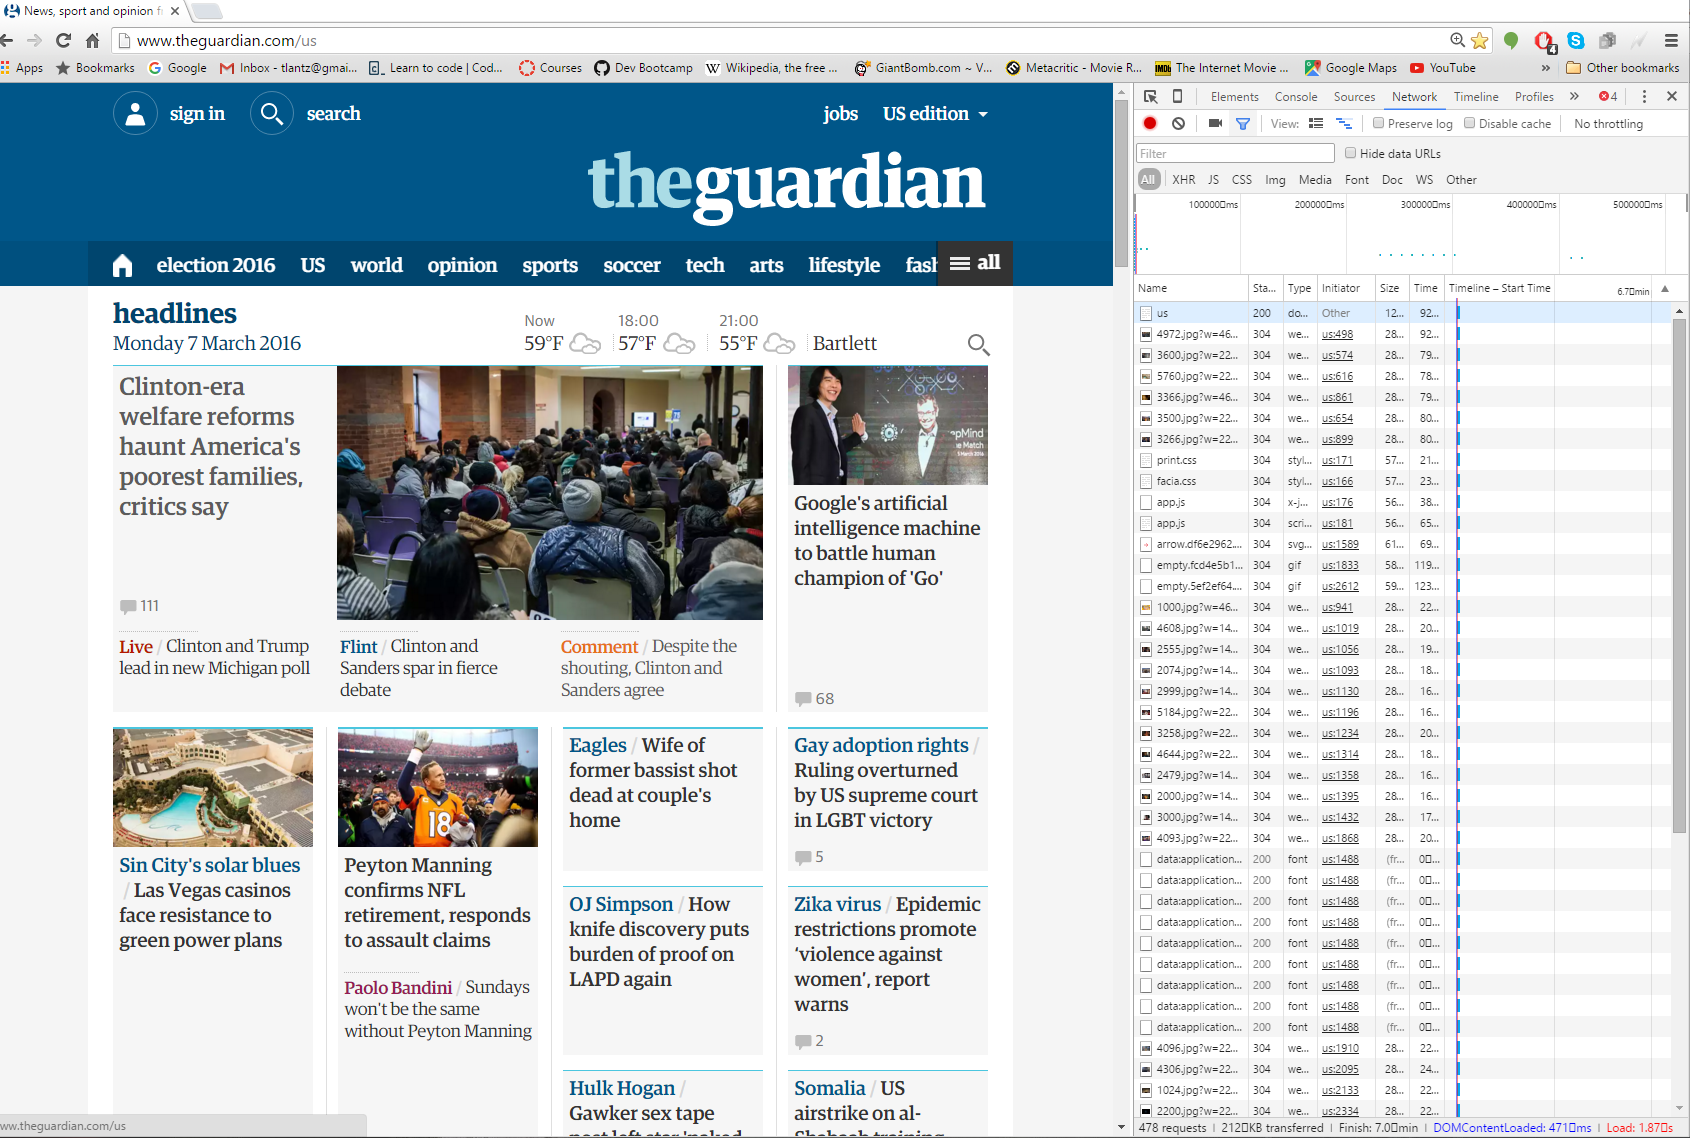 News, sport and opinion f
www.theguardian.com/us
4
Apps Bookmarks Google Inbox - tlantz@gmai... Learn to code | Cod... Courses Dev Bootcamp Wikipedia, the free ... GiantBomb.com ~ V... Metacritic - Movie R... The Internet Movie ... Google Maps YouTube » Other bookmarks
sign in search jobs US edition
theguardian
election 2016 US world opinion sports soccer tech arts lifestyle fash all
headlines
Monday 7 March 2016
Now 18:00 21:00
59°F 57°F 55°F Bartlett
Clinton-era
welfare reforms
haunt America's
poorest families,
critics say
111
Live / Clinton and Trump
lead in new Michigan poll
Flint / Clinton and
Sanders spar in fierce
debate
Comment / Despite the
shouting, Clinton and
Sanders agree
Google's artificial
intelligence machine
to battle human
champion of 'Go'
68
Sin City's solar blues
/ Las Vegas casinos
face resistance to
green power plans
18
Peyton Manning
confirms NFL
retirement, responds
to assault claims
Paolo Bandini / Sundays
won't be the same
without Peyton Manning
Eagles / Wife of
former bassist shot
dead at couple's
home
OJ Simpson / How
knife discovery puts
burden of proof on
LAPD again
Hulk Hogan /
Gawker sex tape
Gay adoption rights /
Ruling overturned
by US supreme court
in LGBT victory
5
Zika virus / Epidemic
restrictions promote
‘violence against
women’, report
warns
2
Somalia / US
airstrike on al-
Shabaab training
ww.theguardian.com/us
Elements Console Sources Network Timeline Profiles » 4
View: Preserve log Disable cache No throttling
Filter Hide data URLs
All XHR JS CSS Img Media Font Doc WS Other
100000▯ms 200000▯ms 300000▯ms 400000▯ms 500000▯ms
Name Sta... Type Initiator Size Time Timeline – Start Time 6.7▯min
us 200 do... Other 12... 92...
4972.jpg?w=46... 304 we... us:498 28... 92...
3600.jpg?w=22... 304 we... us:574 28... 79...
5760.jpg?w=22... 304 we... us:616 28... 78...
3366.jpg?w=46... 304 we... us:861 28... 79...
3500.jpg?w=22... 304 we... us:654 28... 80...
3266.jpg?w=22... 304 we... us:899 28... 80...
print.css 304 styl... us:171 57... 21...
facia.css 304 styl... us:166 57... 23...
app.js 304 x-j... us:176 56... 38...
app.js 304 scri... us:181 56... 65...
arrow.df6e2962.... 304 svg... us:1589 61... 69...
empty.fcd4e5b1... 304 gif us:1833 58... 119...
empty.5ef2ef64.... 304 gif us:2612 59... 123...
1000.jpg?w=46... 304 we... us:941 28... 22...
4608.jpg?w=14... 304 we... us:1019 28... 20...
2555.jpg?w=14... 304 we... us:1056 28... 19...
2074.jpg?w=14... 304 we... us:1093 28... 18...
2999.jpg?w=14... 304 we... us:1130 28... 16...
5184.jpg?w=22... 304 we... us:1196 28... 16...
3258.jpg?w=22... 304 we... us:1234 28... 20...
4644.jpg?w=22... 304 we... us:1314 28... 18...
2479.jpg?w=14... 304 we... us:1358 28... 16...
2000.jpg?w=14... 304 we... us:1395 28... 16...
3000.jpg?w=14... 304 we... us:1432 28... 17...
4093.jpg?w=22... 304 we... us:1868 28... 20...
data:application... 200 font us:1488 (fr... 0▯...
data:application... 200 font us:1488 (fr... 0▯...
data:application... 200 font us:1488 (fr... 0▯...
data:application... 200 font us:1488 (fr... 0▯...
data:application... 200 font us:1488 (fr... 0▯...
data:application... 200 font us:1488 (fr... 0▯...
data:application... 200 font us:1488 (fr... 0▯...
data:application... 200 font us:1488 (fr... 0▯...
data:application... 200 font us:1488 (fr... 0▯...
4096.jpg?w=22... 304 we... us:1910 28... 22...
4306.jpg?w=22... 304 we... us:2095 28... 24...
1024.jpg?w=22... 304 we... us:2133 28... 22...
2200.jpg?w=22... 304 we... us:2334 28... 22...
478 requests | 212▯KB transferred | Finish: 7.0▯min | DOMContentLoaded: 471▯ms | Load: 1.87▯s